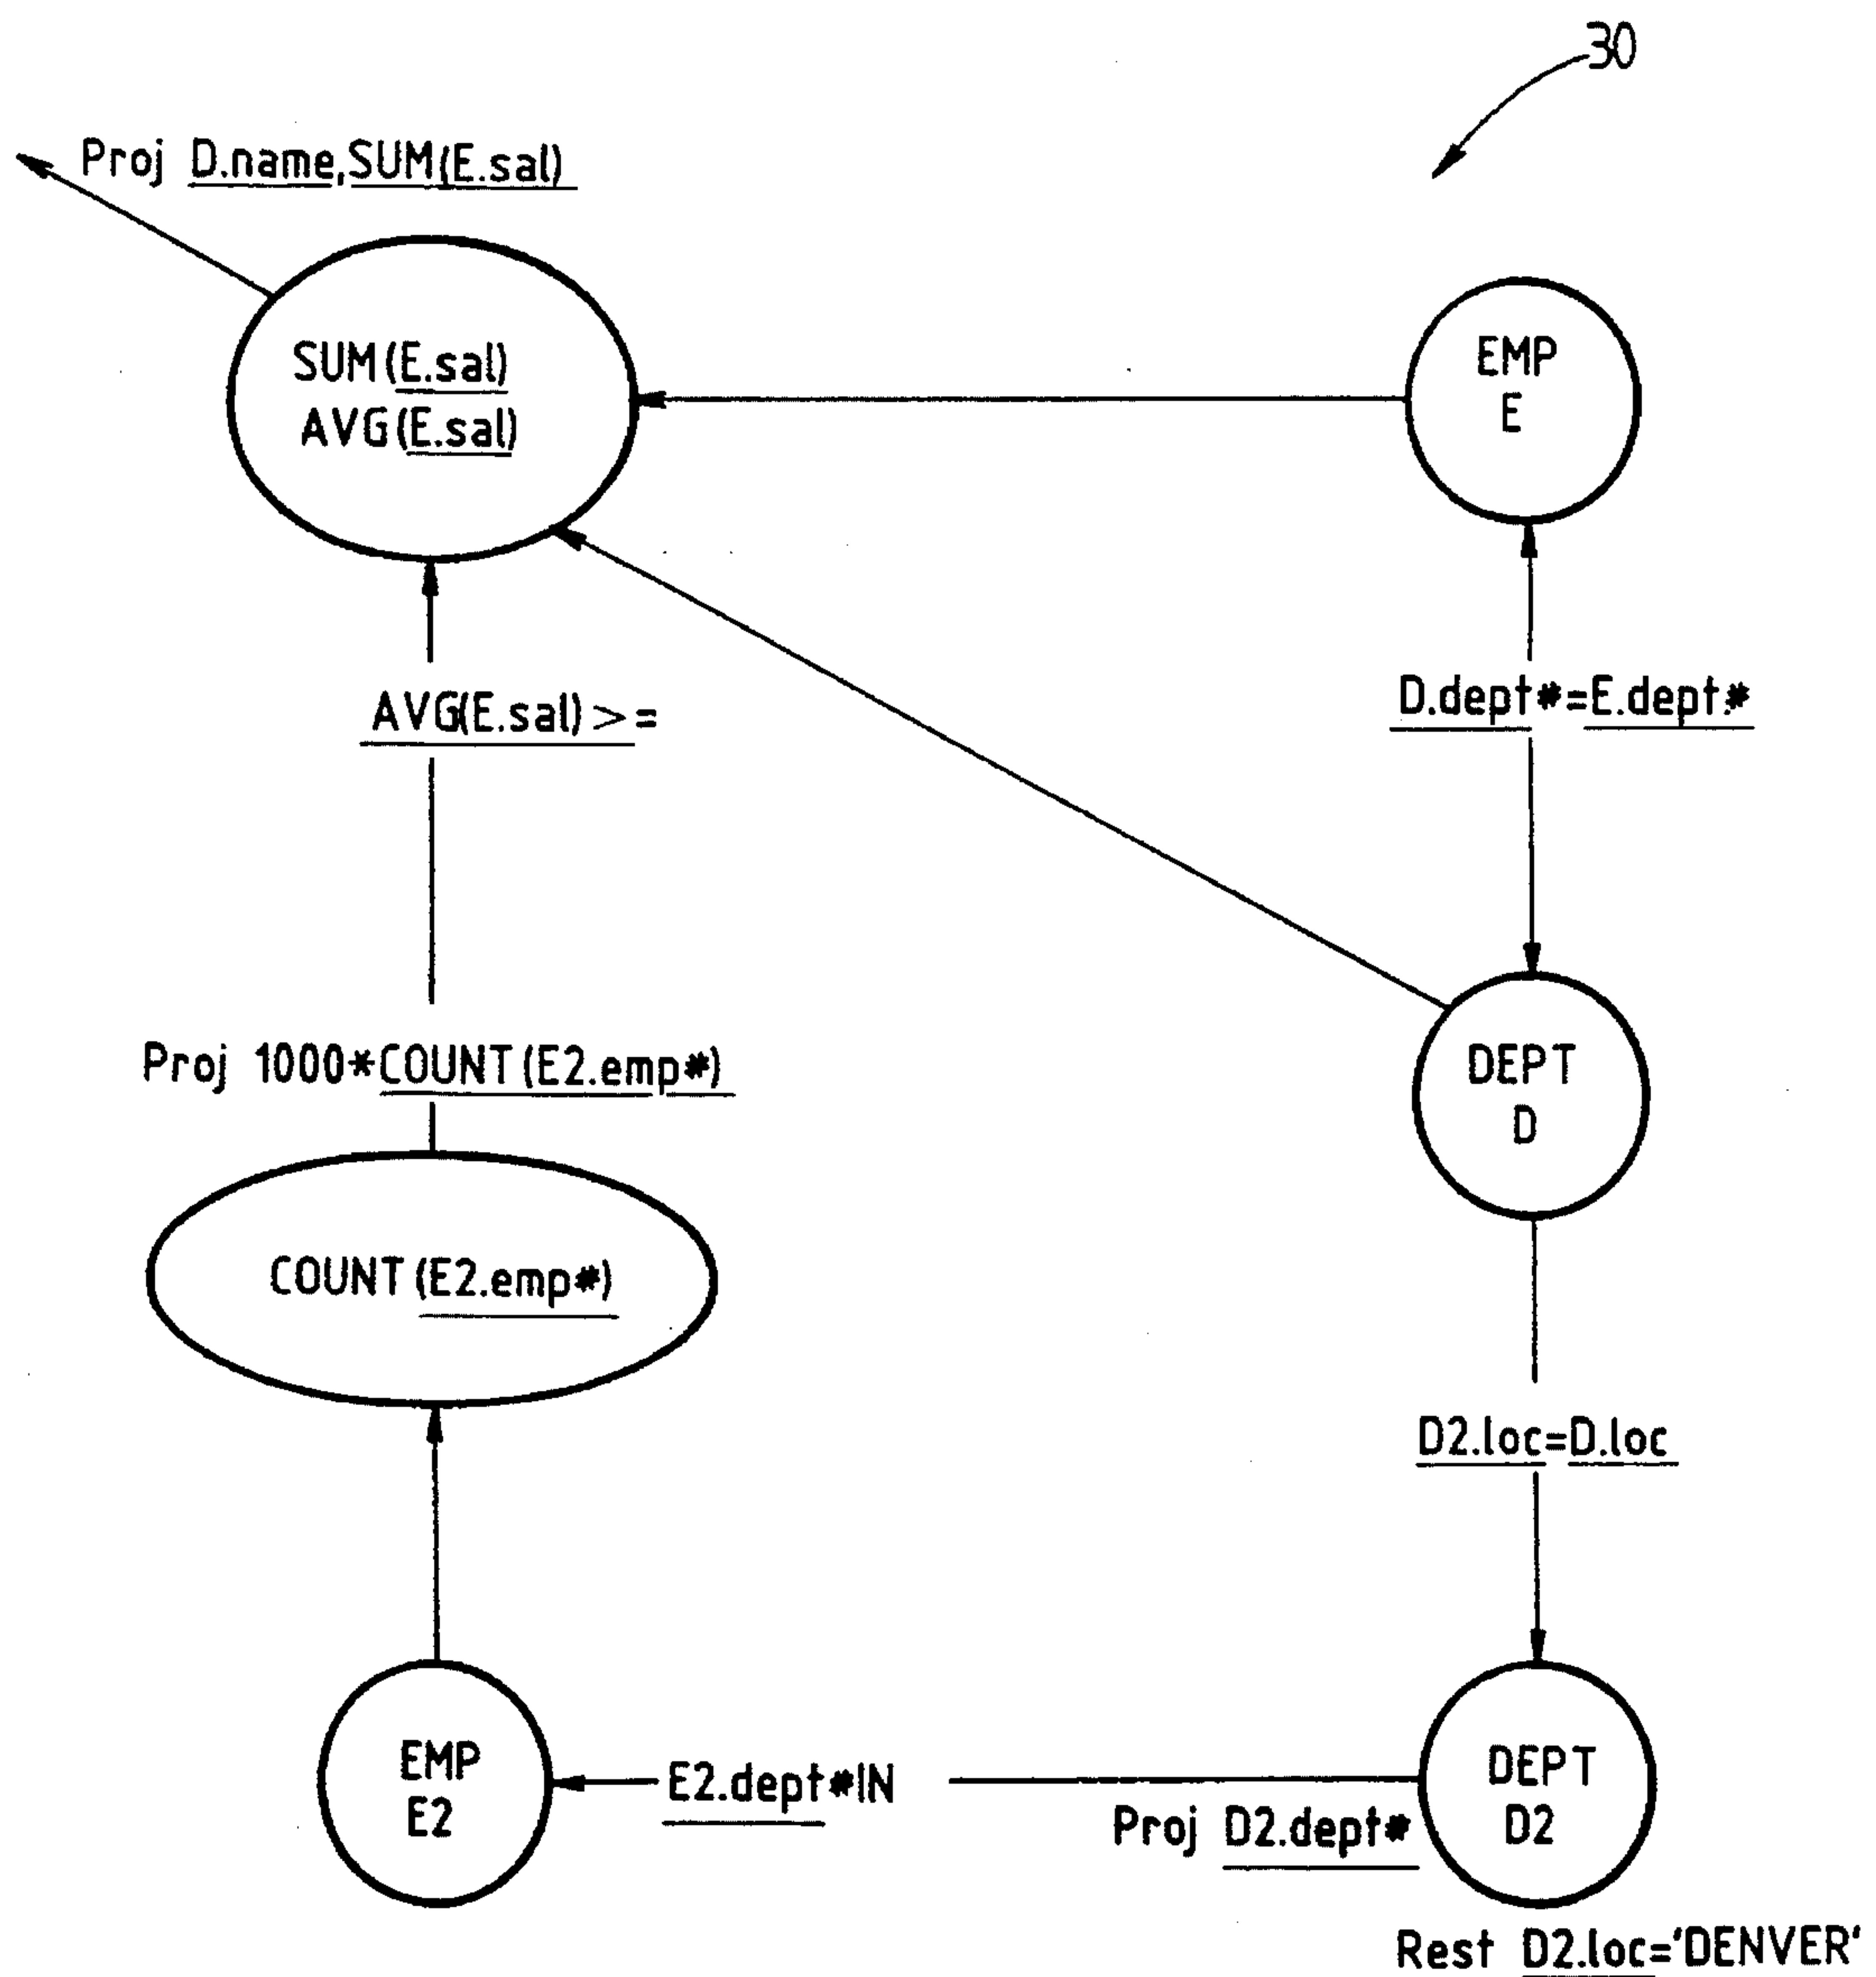 30
Proj D.name,SUM(E.sal)
SUM(E.sal)
AVG(E.sal)
EMP
E
AVG(E.sal)>=
D.dept#=E.dept#
Proj 1000*COUNT(E2.emp#)
DEPT
D
COUNT(E2.emp#)
D2.loc=D.loc
EMP
E2
E2.dept#IN
Proj D2.dept#
DEPT
D2
Rest D2.loc='DENVER'